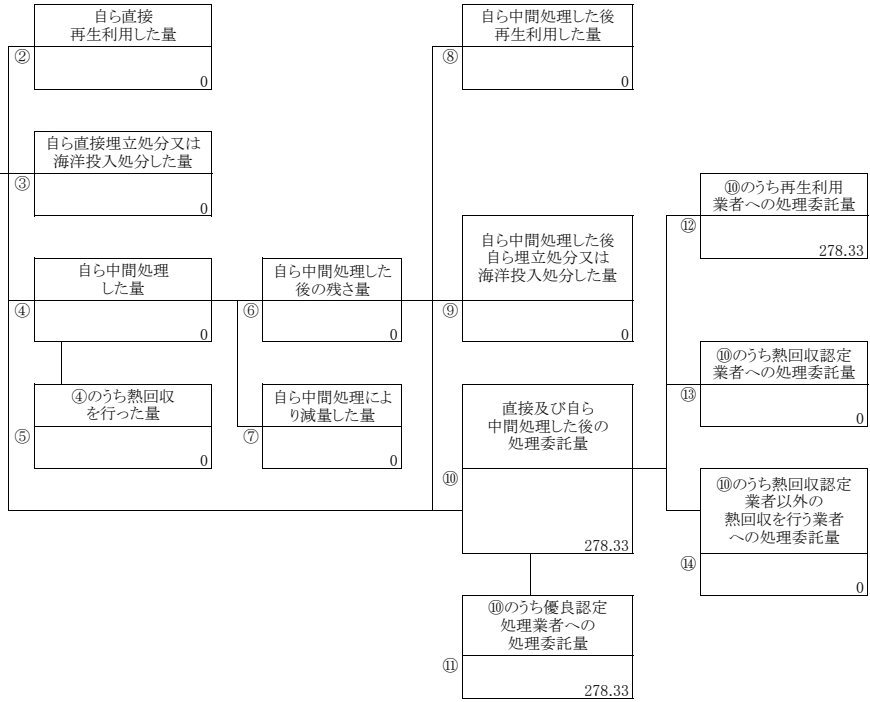 自ら直接
再生利用した量
②
0
自ら直接埋立処分又は
海洋投入処分した量
③
0
自ら中間処理
した量
④
0
④のうち熱回収
を行った量
⑤
0
自ら中間処理した
後の残さ量
⑥
0
自ら中間処理によ
り減量した量
⑦
0
自ら中間処理した後
再生利用した量
⑧
0
自ら中間処理した後
自ら埋立処分又は
海洋投入処分した量
⑨
0
直接及び自ら
中間処理した後の
処理委託量
⑩
278.33
⑩のうち優良認定
処理業者への
処理委託量
⑪
278.33
⑩のうち再生利用
業者への処理委託量
⑫
278.33
⑩のうち熱回収認定
業者への処理委託量
⑬
0
⑩のうち熱回収認定
業者以外の
熱回収を行う業者
への処理委託量
⑭
0